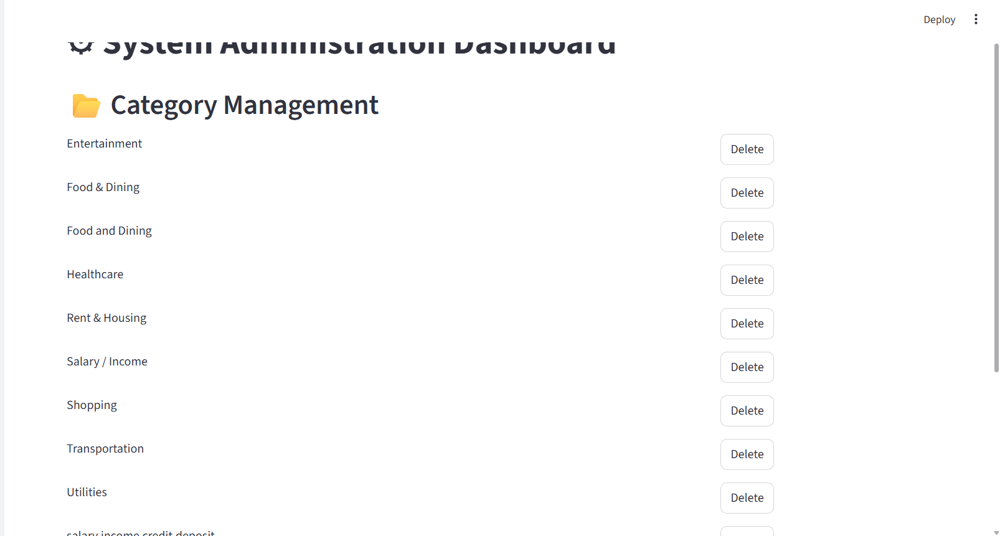 Deploy
System Administration Dashboard
Category Management
Entertainment
Delete
Food & Dining
Delete
Food and Dining
Delete
Healthcare
Delete
Rent & Housing
Delete
Salary / Income
Delete
Shopping
Delete
Transportation
Delete
Utilities
Delete
salary income credit deposit